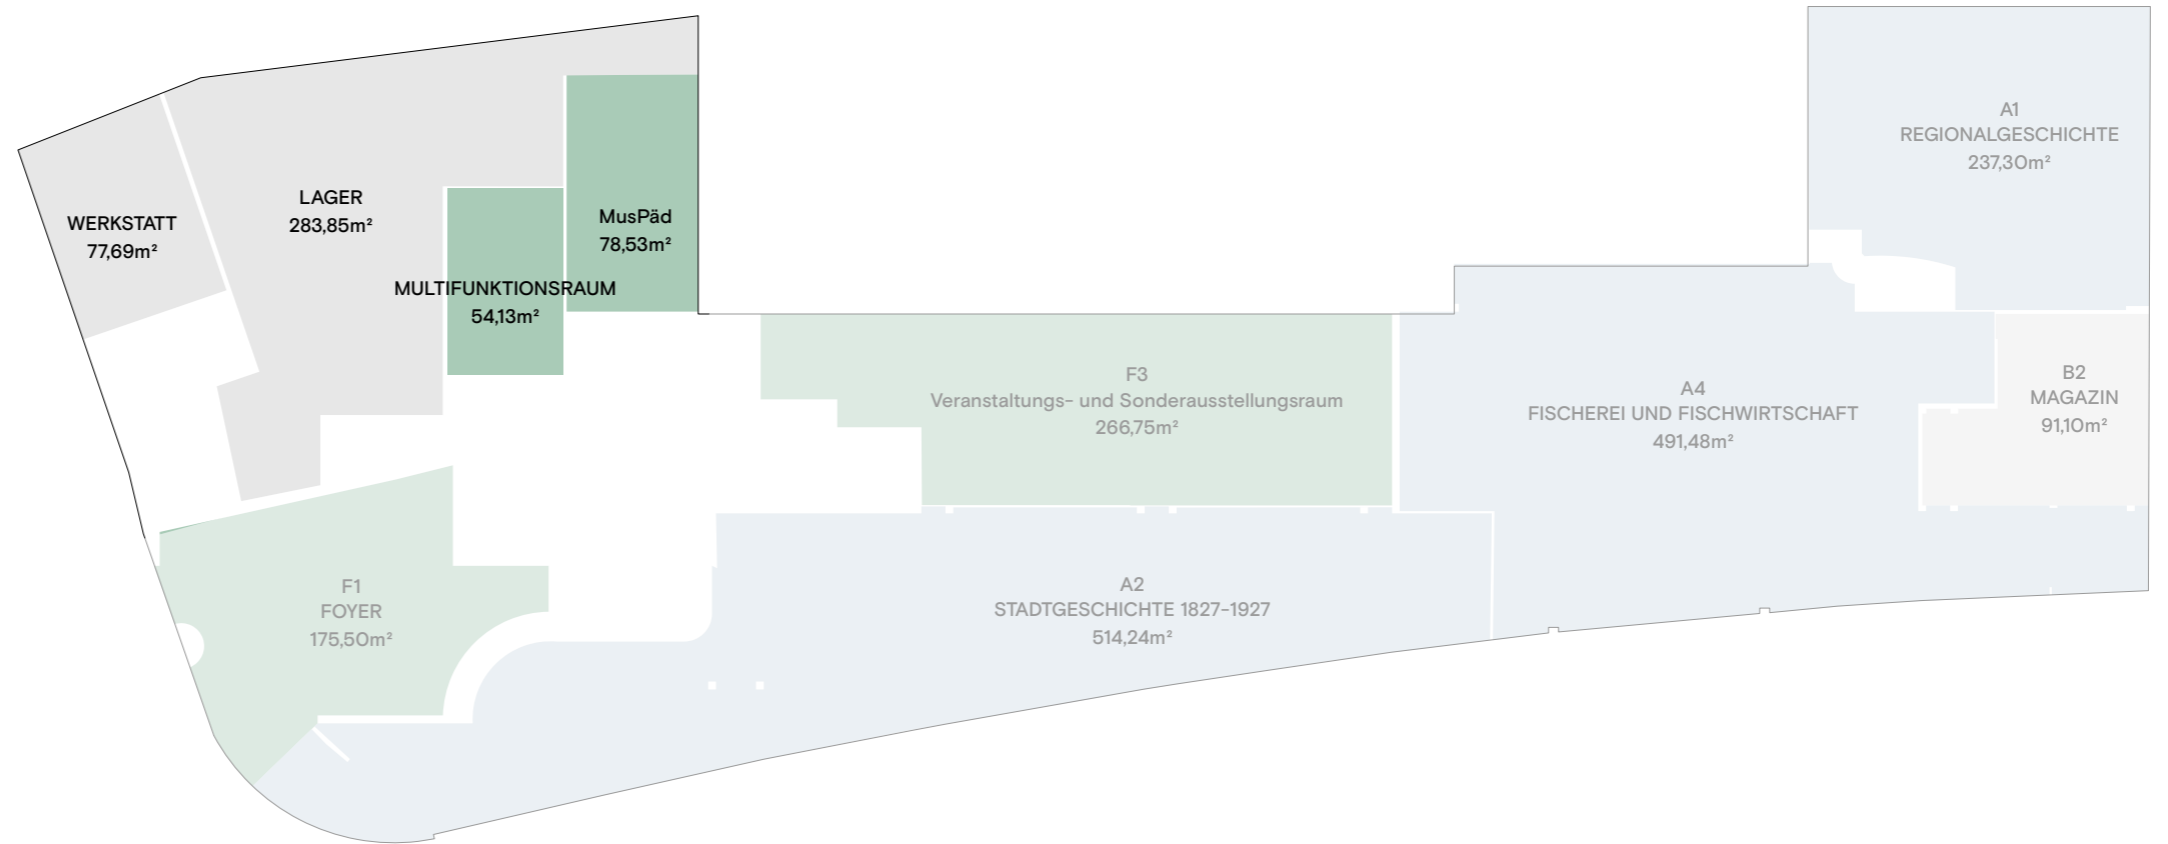 WERKSTATT
77,69m²
LAGER
283,85m²
MULTIFUNKTIONSRAUM
54,13m²
MusPäd
78,53m²
F1
FOYER
175,50m²
F3
Veranstaltungs- und Sonderausstellungsraum
266,75m²
A2
STADTGESCHICHTE 1827-1927
514,24m²
A4
FISCHEREI UND FISCHWIRTSCHAFT
491,48m²
A1
REGIONALGESCHICHTE
237,30m²
B2
MAGAZIN
91,10m²